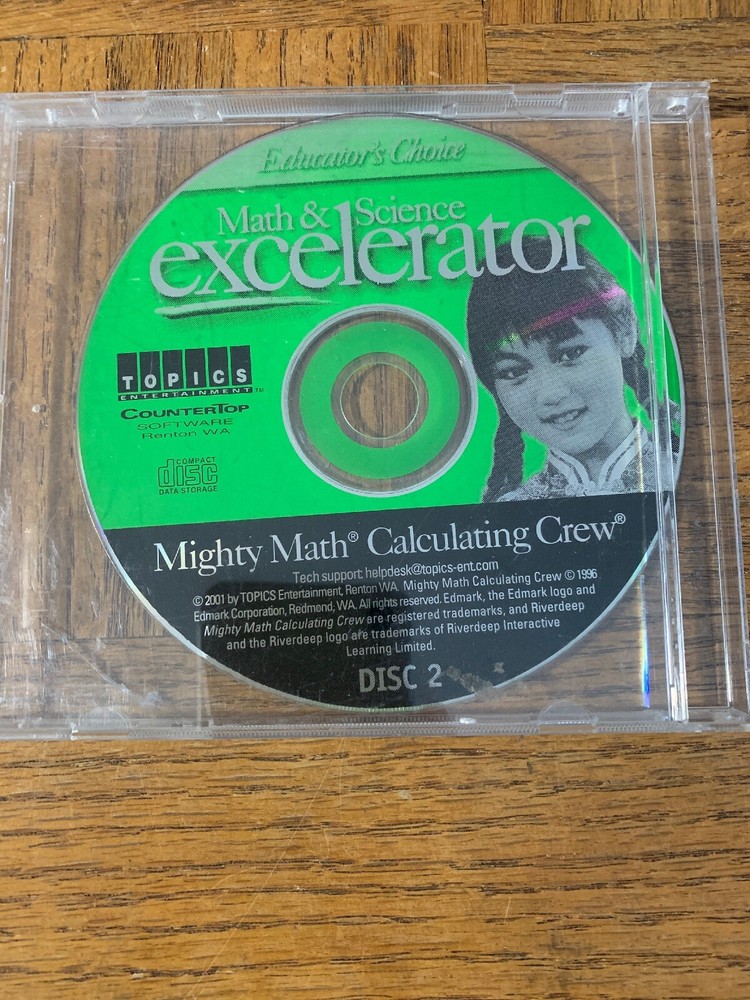 Educator's Choice
Math & Science
excelerator
TOPICS
ENTERTAINMENT™
COUNTERTOP
SOFTWARE
Renton WA
COMPACT
disc
DATA STORAGE
Mighty Math® Calculating Crew®
Tech support: helpdesk@topics-ent.com
© 2001 by TOPICS Entertainment, Renton WA. Mighty Math Calculating Crew © 1996
Edmark Corporation, Redmond, WA. All rights reserved. Edmark, the Edmark logo and
Mighty Math Calculating Crew are registered trademarks, and Riverdeep
and the Riverdeep logo are trademarks of Riverdeep Interactive
Learning Limited.
DISC 2